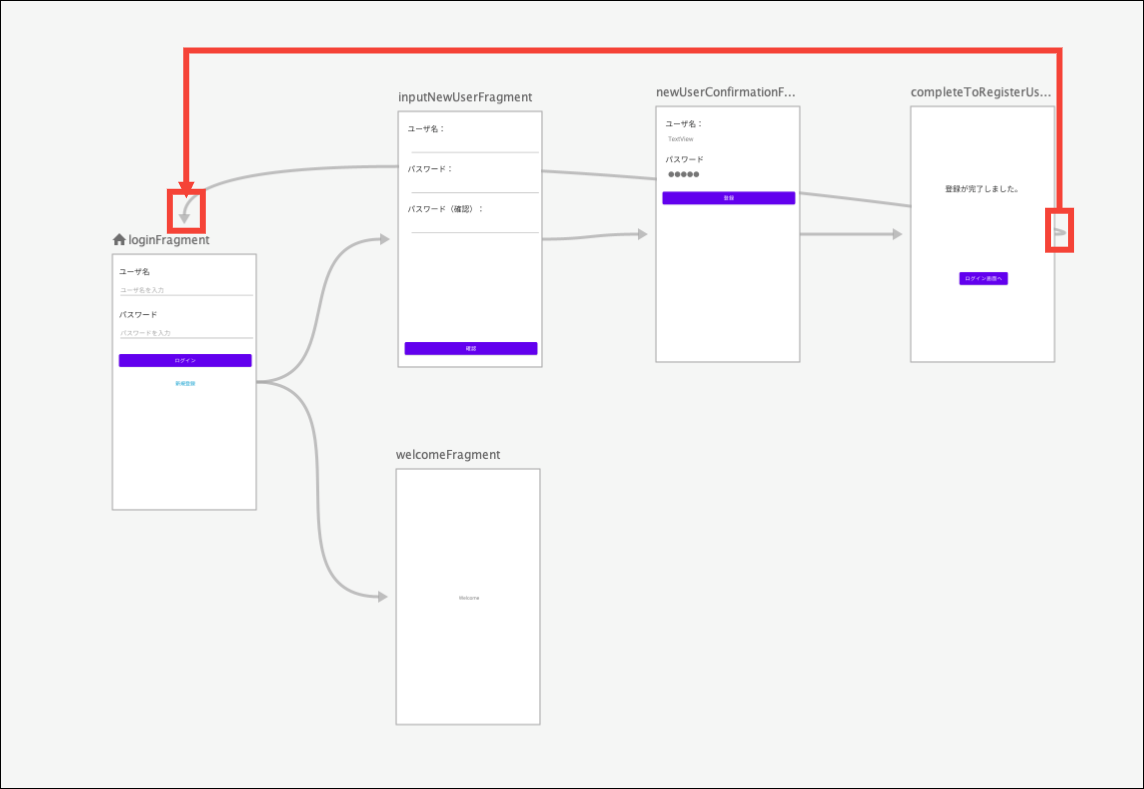 inputNewUserFragment
ユーザ名：
パスワード：
パスワード（確認）：
確認
newUserConfirmationF...
ユーザ名：
TextView
パスワード
●●●●●
登録
completeToRegisterUs...
登録が完了しました。
ログイン画面へ
loginFragment
ユーザ名
ユーザ名を入力
パスワード
パスワードを入力
ログイン
新規登録
welcomeFragment
Welcome